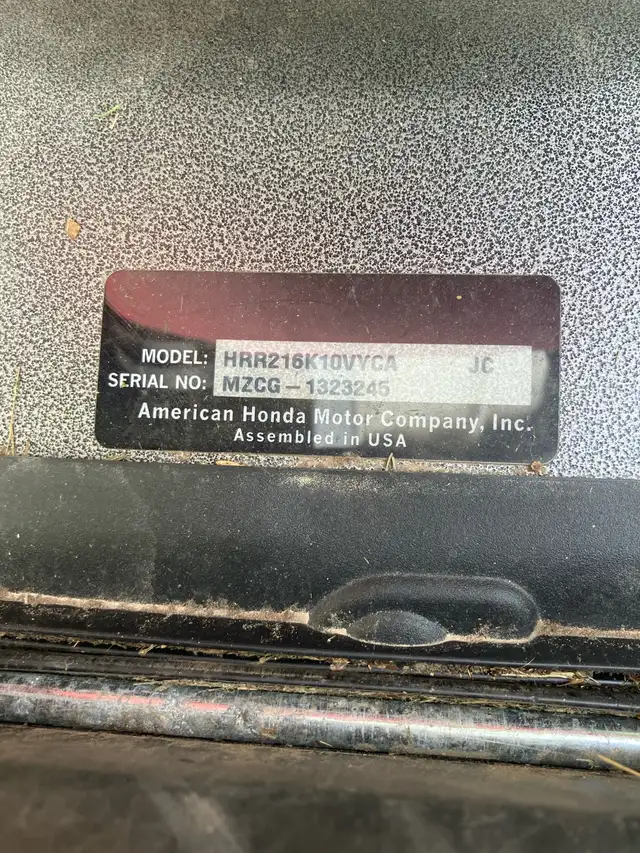 MODEL: HRR216K10VYCA JC
SERIAL NO: MZCG – 1323245
American Honda Motor Company, Inc.
Assembled in USA